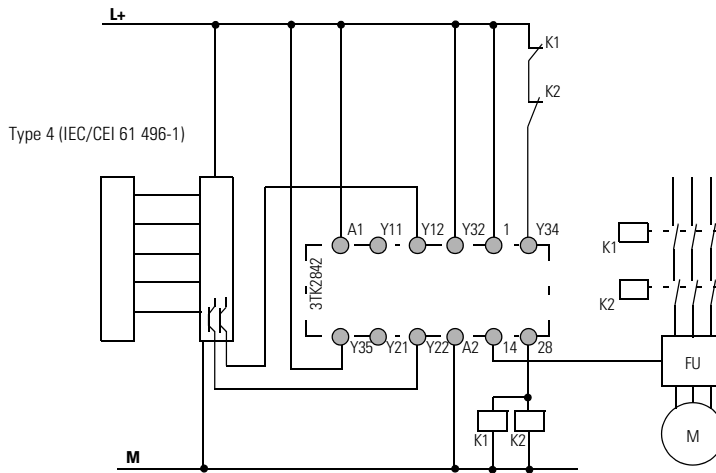 L+
K1
K2
Type 4 (IEC/CEI 61 496-1)
A1 Y11 Y12 Y32 1 Y34
3TK2842
K1
K2
Y35 Y21 Y22 A2 14 28
FU
K1 K2
M
M